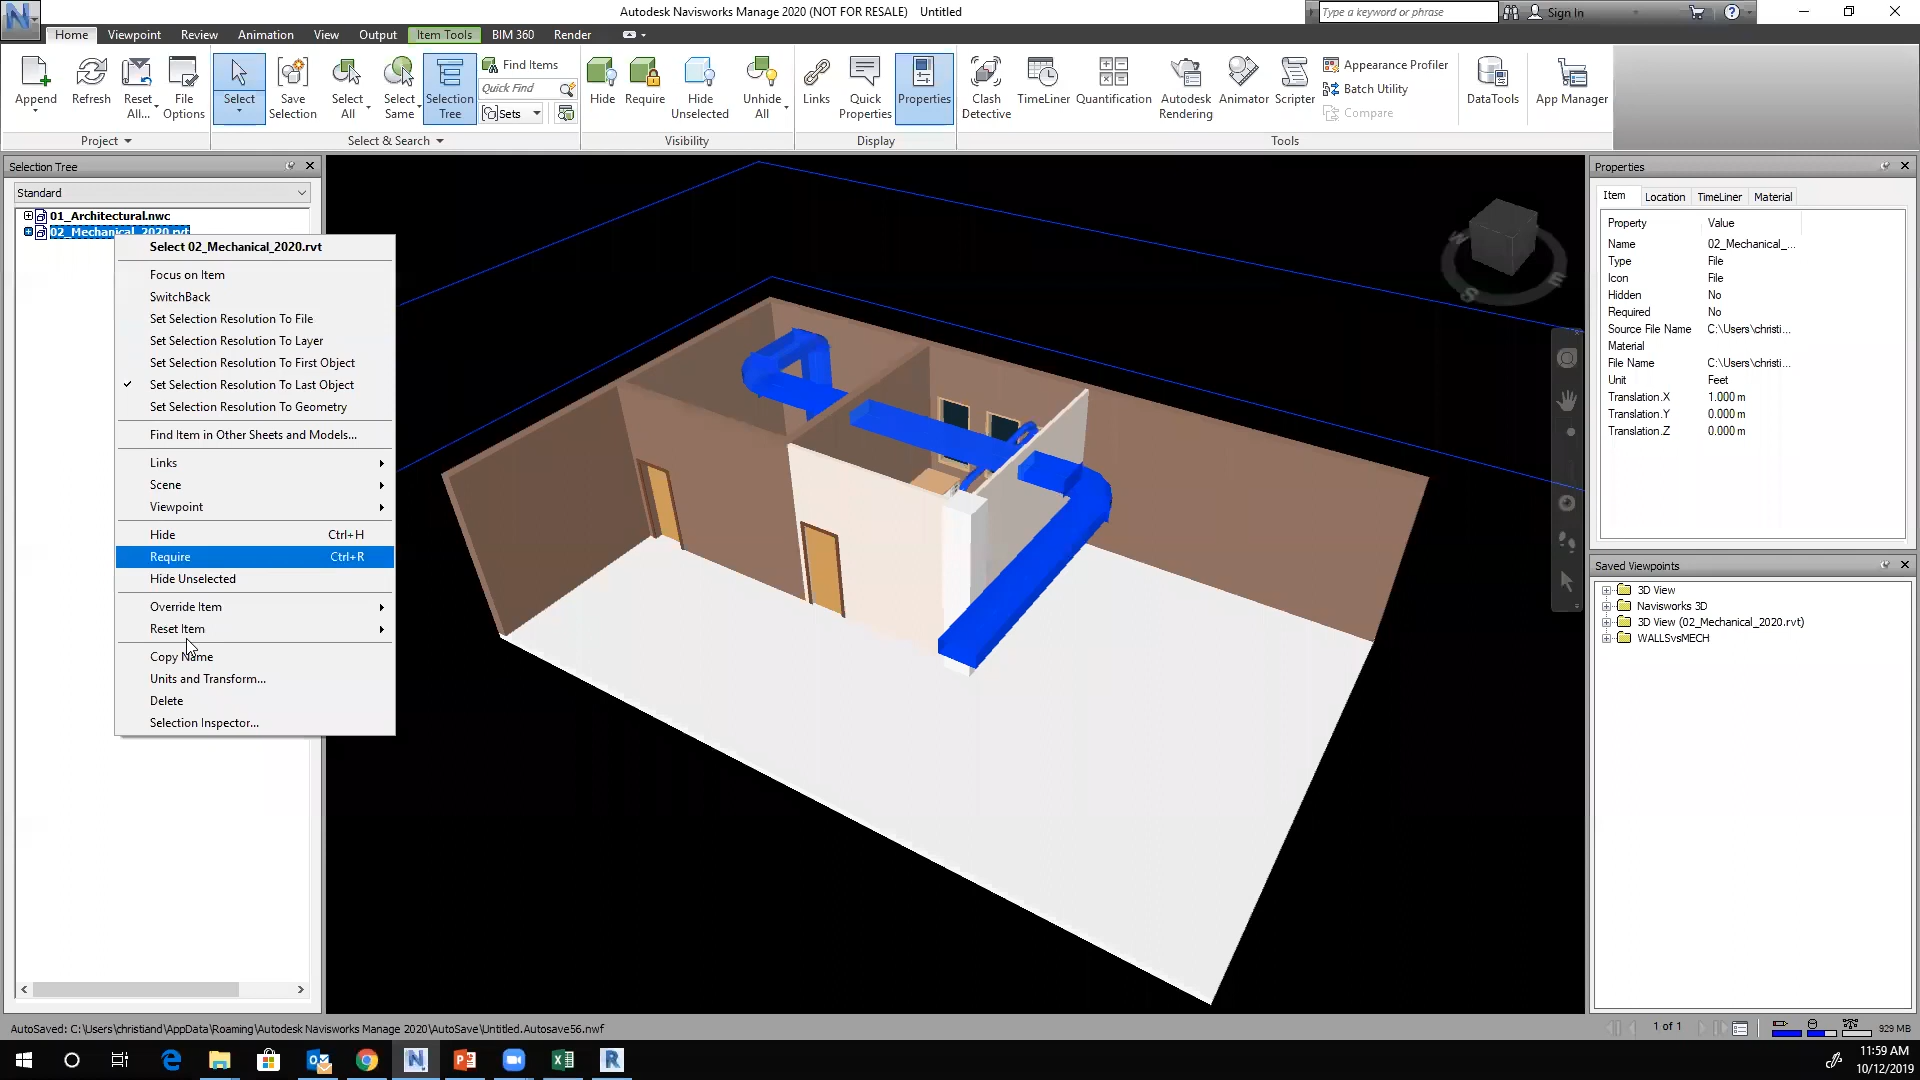 Autodesk Navisworks Manage 2020 (NOT FOR RESALE) Untitled
Type a keyword or phrase
Sign In
Home Viewpoint Review Animation View Output Item Tools BIM 360 Render
Append
Refresh
Reset All...
File Options
Project
Select
Save Selection
Select All
Select Same
Selection Tree
Find Items
Quick Find
Sets
Select & Search
Hide
Require
Hide Unselected
Unhide All
Visibility
Links
Quick Properties
Properties
Display
Clash Detective
TimeLiner
Quantification
Autodesk Rendering
Animator
Scripter
Appearance Profiler
Batch Utility
Compare
Tools
DataTools
App Manager
Selection Tree
Standard
01_Architectural.nwc
02_Mechanical_2020.rvt
Select 02_Mechanical_2020.rvt
Focus on Item
SwitchBack
Set Selection Resolution To File
Set Selection Resolution To Layer
Set Selection Resolution To First Object
Set Selection Resolution To Last Object
Set Selection Resolution To Geometry
Find Item in Other Sheets and Models...
Links
Scene
Viewpoint
Hide Ctrl+H
Require Ctrl+R
Hide Unselected
Override Item
Reset Item
Copy Name
Units and Transform...
Delete
Selection Inspector...
W
S
E
Properties
Item Location TimeLiner Material
Property Value
Name 02_Mechanical_...
Type File
Icon File
Hidden No
Required No
Source File Name C:\Users\christi...
Material
File Name C:\Users\christi...
Unit Feet
Translation.X 1.000 m
Translation.Y 0.000 m
Translation.Z 0.000 m
Saved Viewpoints
3D View
Navisworks 3D
3D View (02_Mechanical_2020.rvt)
WALLSvsMECH
AutoSaved: C:\Users\christiand\AppData\Roaming\Autodesk Navisworks Manage 2020\AutoSave\Untitled.Autosave56.nwf
1 of 1
929 MB
11:59 AM
10/12/2019